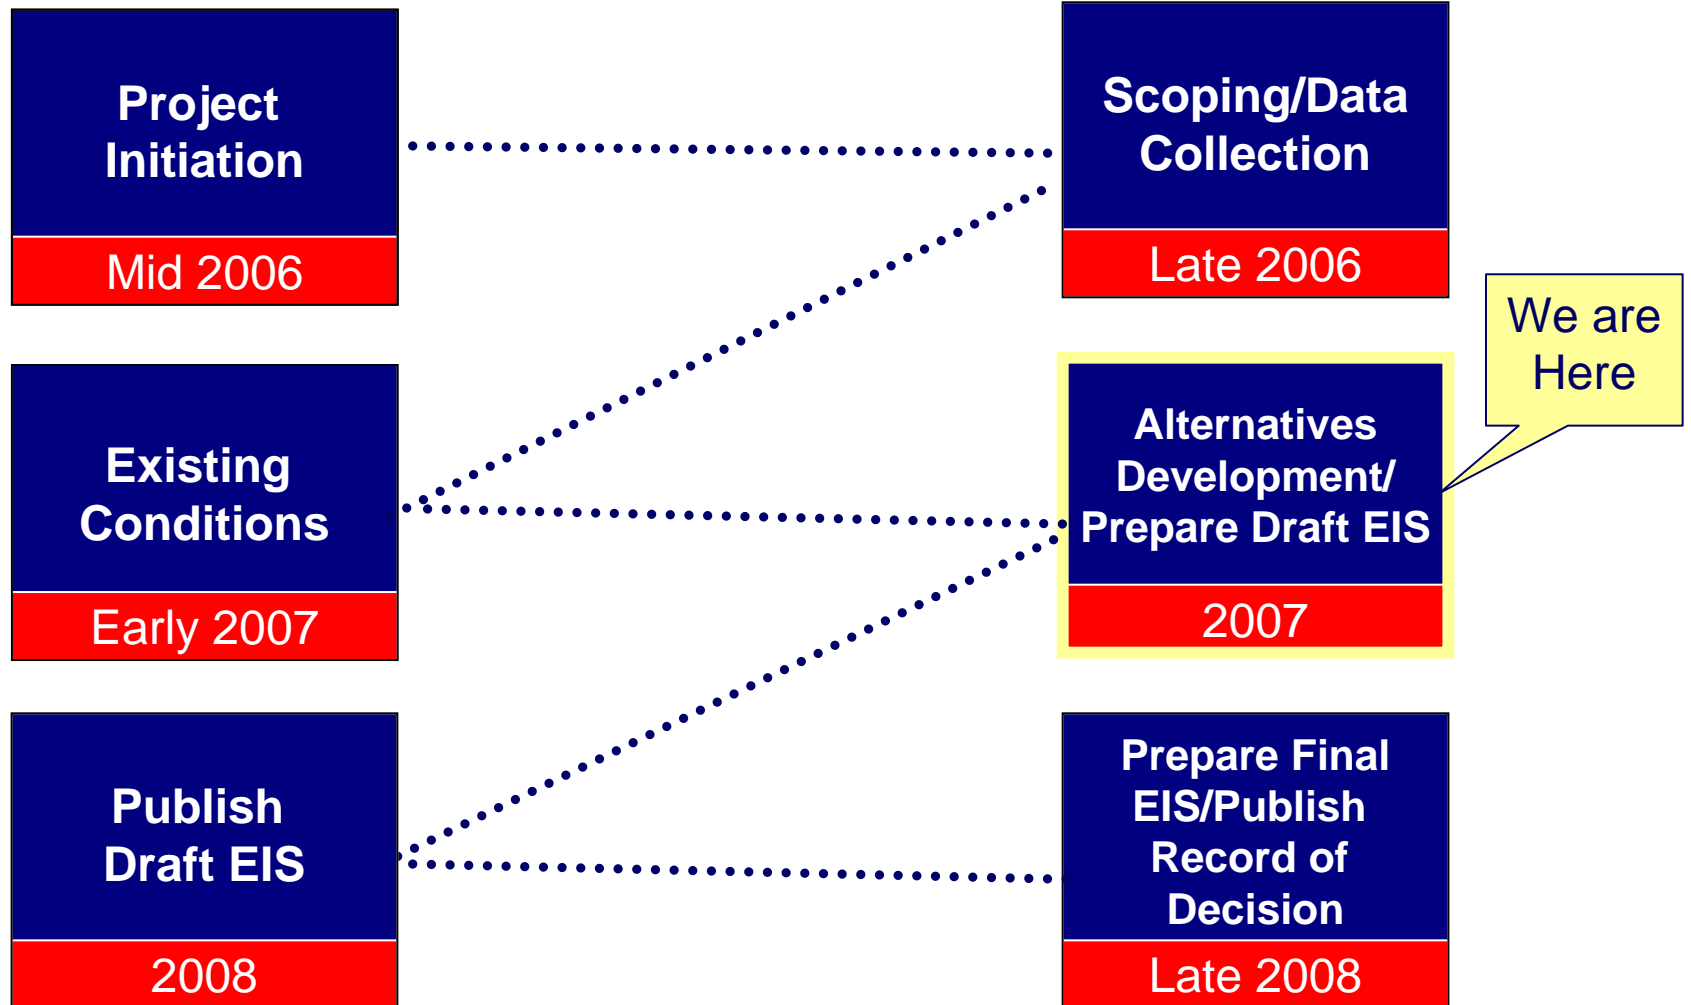 Project
Initiation
Mid 2006
Scoping/Data
Collection
Late 2006
We are
Here
Existing
Conditions
Early 2007
Alternatives
Development/
Prepare Draft EIS
2007
Publish
Draft EIS
2008
Prepare Final
EIS/Publish
Record of
Decision
Late 2008